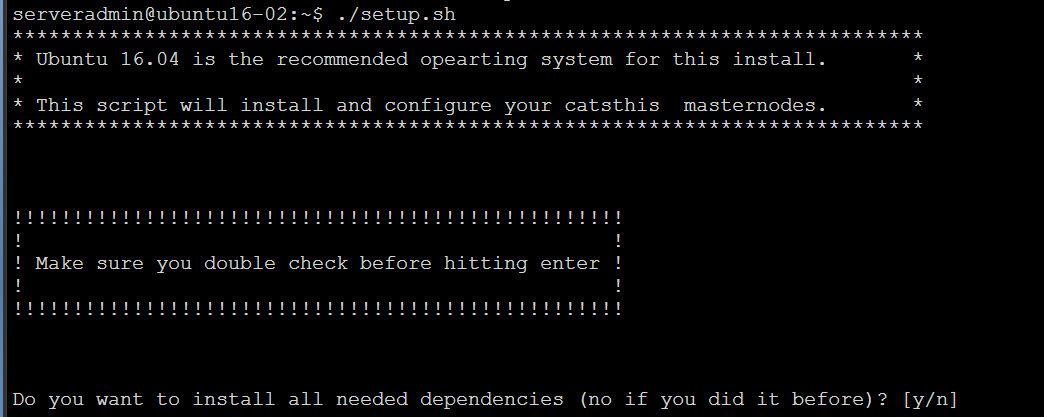 serveradmin@ubuntu16-02:~$ ./setup.sh
****************************************************************************
* Ubuntu 16.04 is the recommended opearting system for this install.       *
*                                                                          *
* This script will install and configure your catsthis  masternodes.       *
****************************************************************************
!!!!!!!!!!!!!!!!!!!!!!!!!!!!!!!!!!!!!!!!!!!!!!!!!!!
!                                                 !
! Make sure you double check before hitting enter !
!                                                 !
!!!!!!!!!!!!!!!!!!!!!!!!!!!!!!!!!!!!!!!!!!!!!!!!!!!
Do you want to install all needed dependencies (no if you did it before)? [y/n]